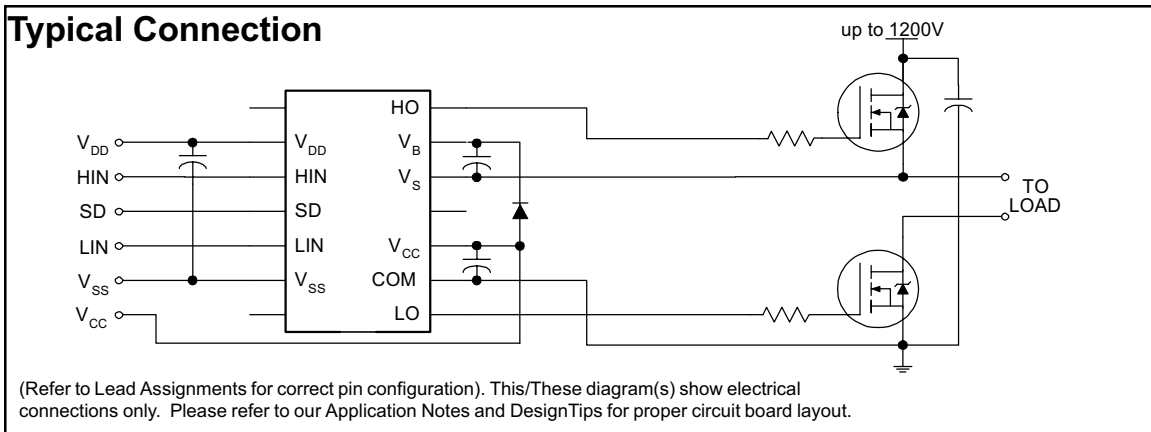 Typical Connection
up to 1200V
HO
V_DD
V_DD
V_B
HIN
HIN
V_S
TO
LOAD
SD
SD
LIN
LIN
V_CC
V_SS
V_SS
COM
V_CC
LO
(Refer to Lead Assignments for correct pin configuration). This/These diagram(s) show electrical
connections only. Please refer to our Application Notes and DesignTips for proper circuit board layout.